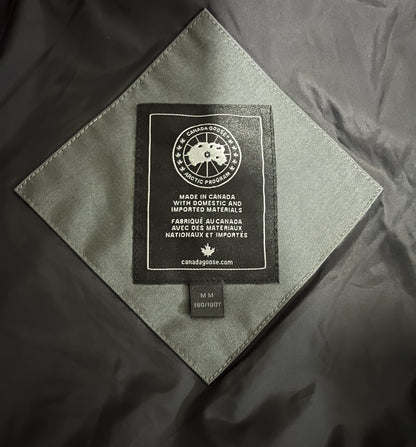 CANADA GOOSE
ARCTIC PROGRAM
MADE IN CANADA
WITH DOMESTIC AND
IMPORTED MATERIALS
FABRIQUÉ AU CANADA
AVEC DES MATÉRIAUX
NATIONAUX ET IMPORTÉS
canadagoose.com
M M
180/100Y